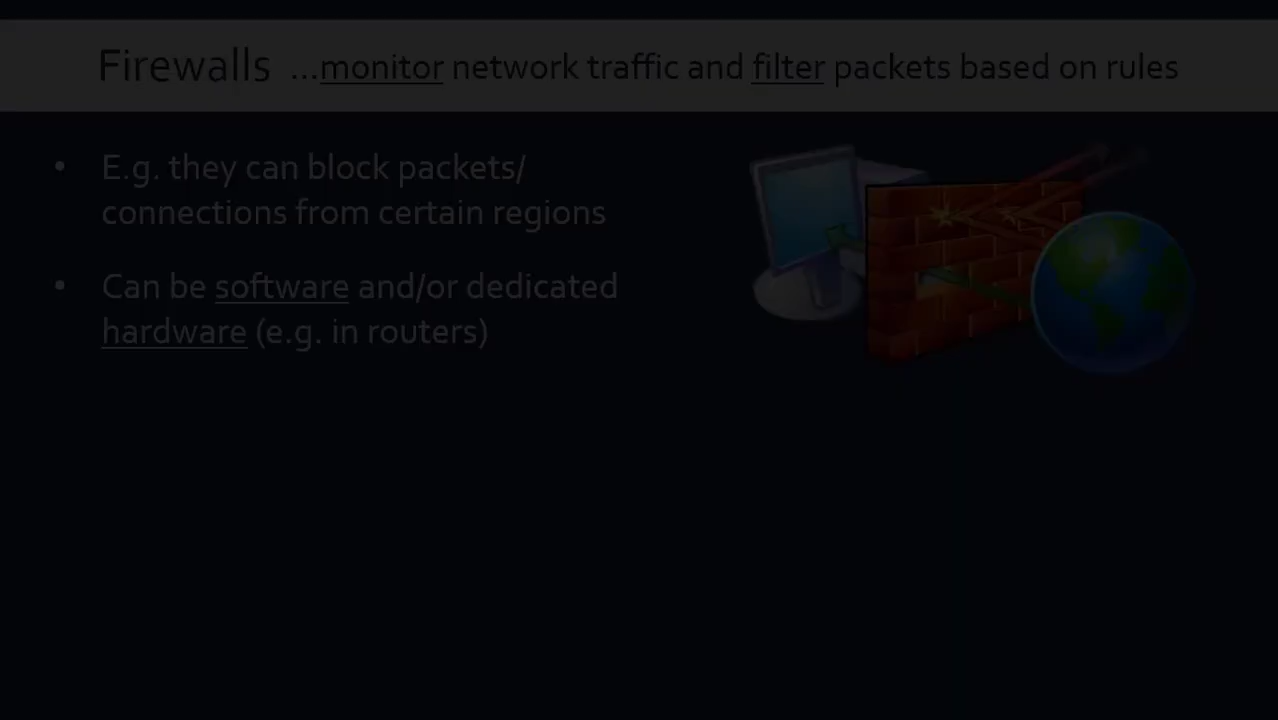 Firewalls ...monitor network traffic and filter packets based on rules
• E.g. they can block packets/
connections from certain regions
• Can be software and/or dedicated
hardware (e.g. in routers)